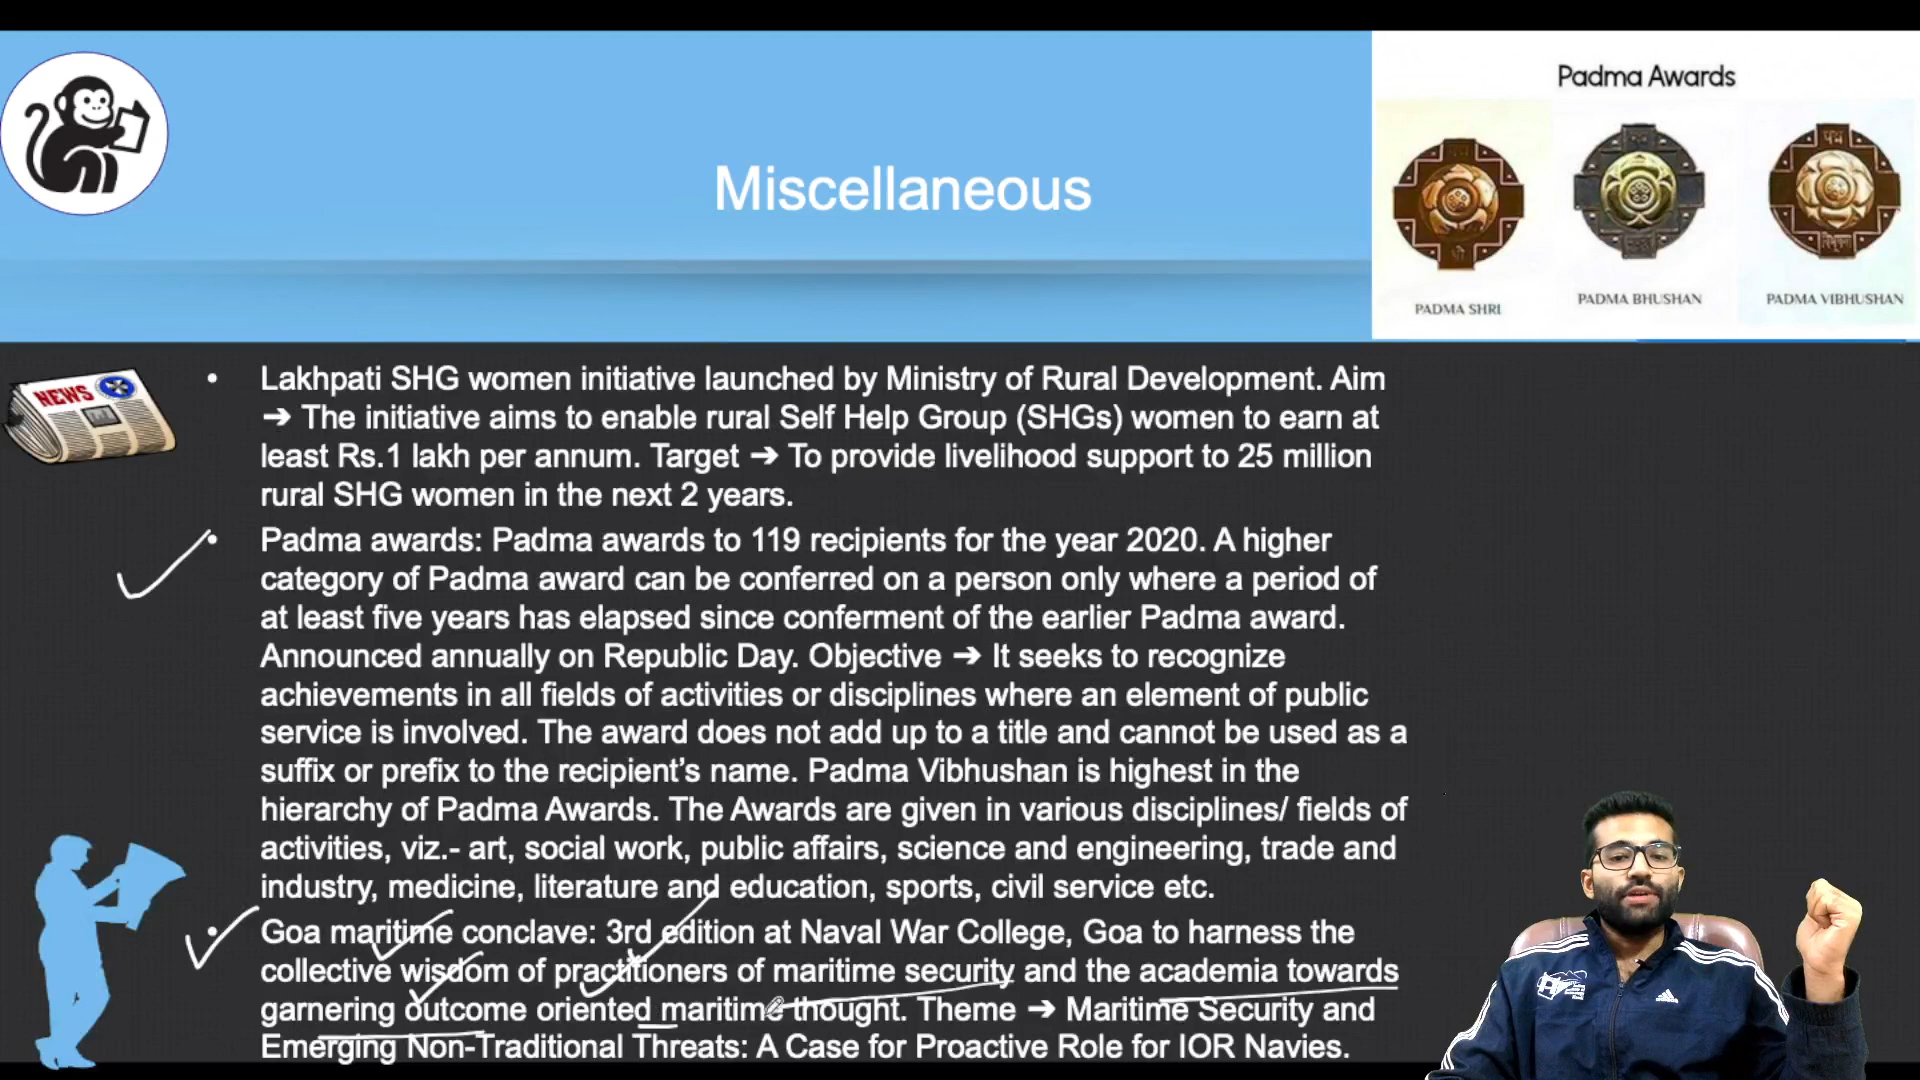 Padma Awards
Miscellaneous
PADMA SHRI
PADMA BHUSHAN
PADMA VIBHUSHAN
NEWS
• Lakhpati SHG women initiative launched by Ministry of Rural Development. Aim
➔ The initiative aims to enable rural Self Help Group (SHGs) women to earn at
least Rs.1 lakh per annum. Target ➔ To provide livelihood support to 25 million
rural SHG women in the next 2 years.
• Padma awards: Padma awards to 119 recipients for the year 2020. A higher
category of Padma award can be conferred on a person only where a period of
at least five years has elapsed since conferment of the earlier Padma award.
Announced annually on Republic Day. Objective ➔ It seeks to recognize
achievements in all fields of activities or disciplines where an element of public
service is involved. The award does not add up to a title and cannot be used as a
suffix or prefix to the recipient’s name. Padma Vibhushan is highest in the
hierarchy of Padma Awards. The Awards are given in various disciplines/ fields of
activities, viz.- art, social work, public affairs, science and engineering, trade and
industry, medicine, literature and education, sports, civil service etc.
• Goa maritime conclave: 3rd edition at Naval War College, Goa to harness the
collective wisdom of practitioners of maritime security and the academia towards
garnering outcome oriented maritime thought. Theme ➔ Maritime Security and
Emerging Non-Traditional Threats: A Case for Proactive Role for IOR Navies.